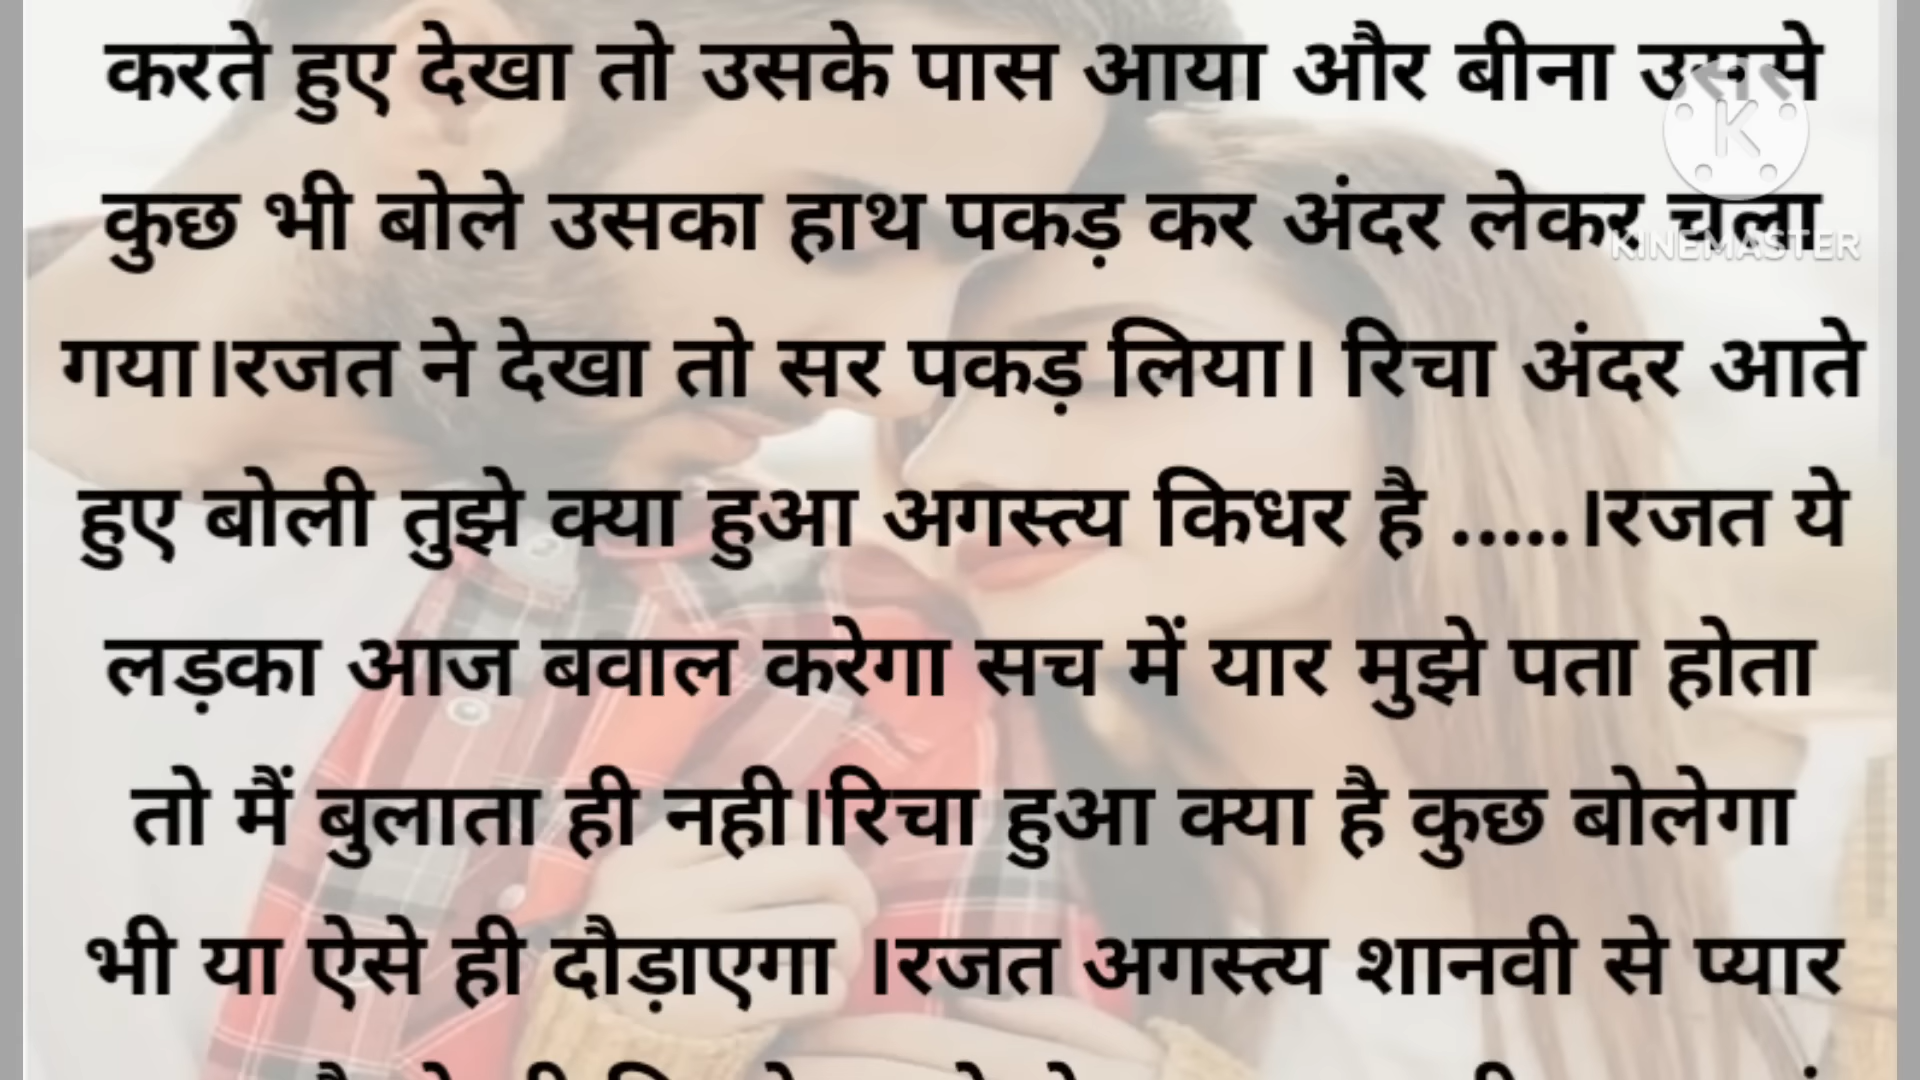 करते हुए देखा तो उसके पास आया और बीना उससे
कुछ भी बोले उसका हाथ पकड़ कर अंदर लेकर चला
KINEMASTER
गया।रजत ने देखा तो सर पकड़ लिया। रिचा अंदर आते
हुए बोली तुझे क्या हुआ अगस्त्य किधर है .....।रजत ये
लड़का आज बवाल करेगा सच में यार मुझे पता होता
तो मैं बुलाता ही नही।रिचा हुआ क्या है कुछ बोलेगा
भी या ऐसे ही दौड़ाएगा ।रजत अगस्त्य शानवी से प्यार